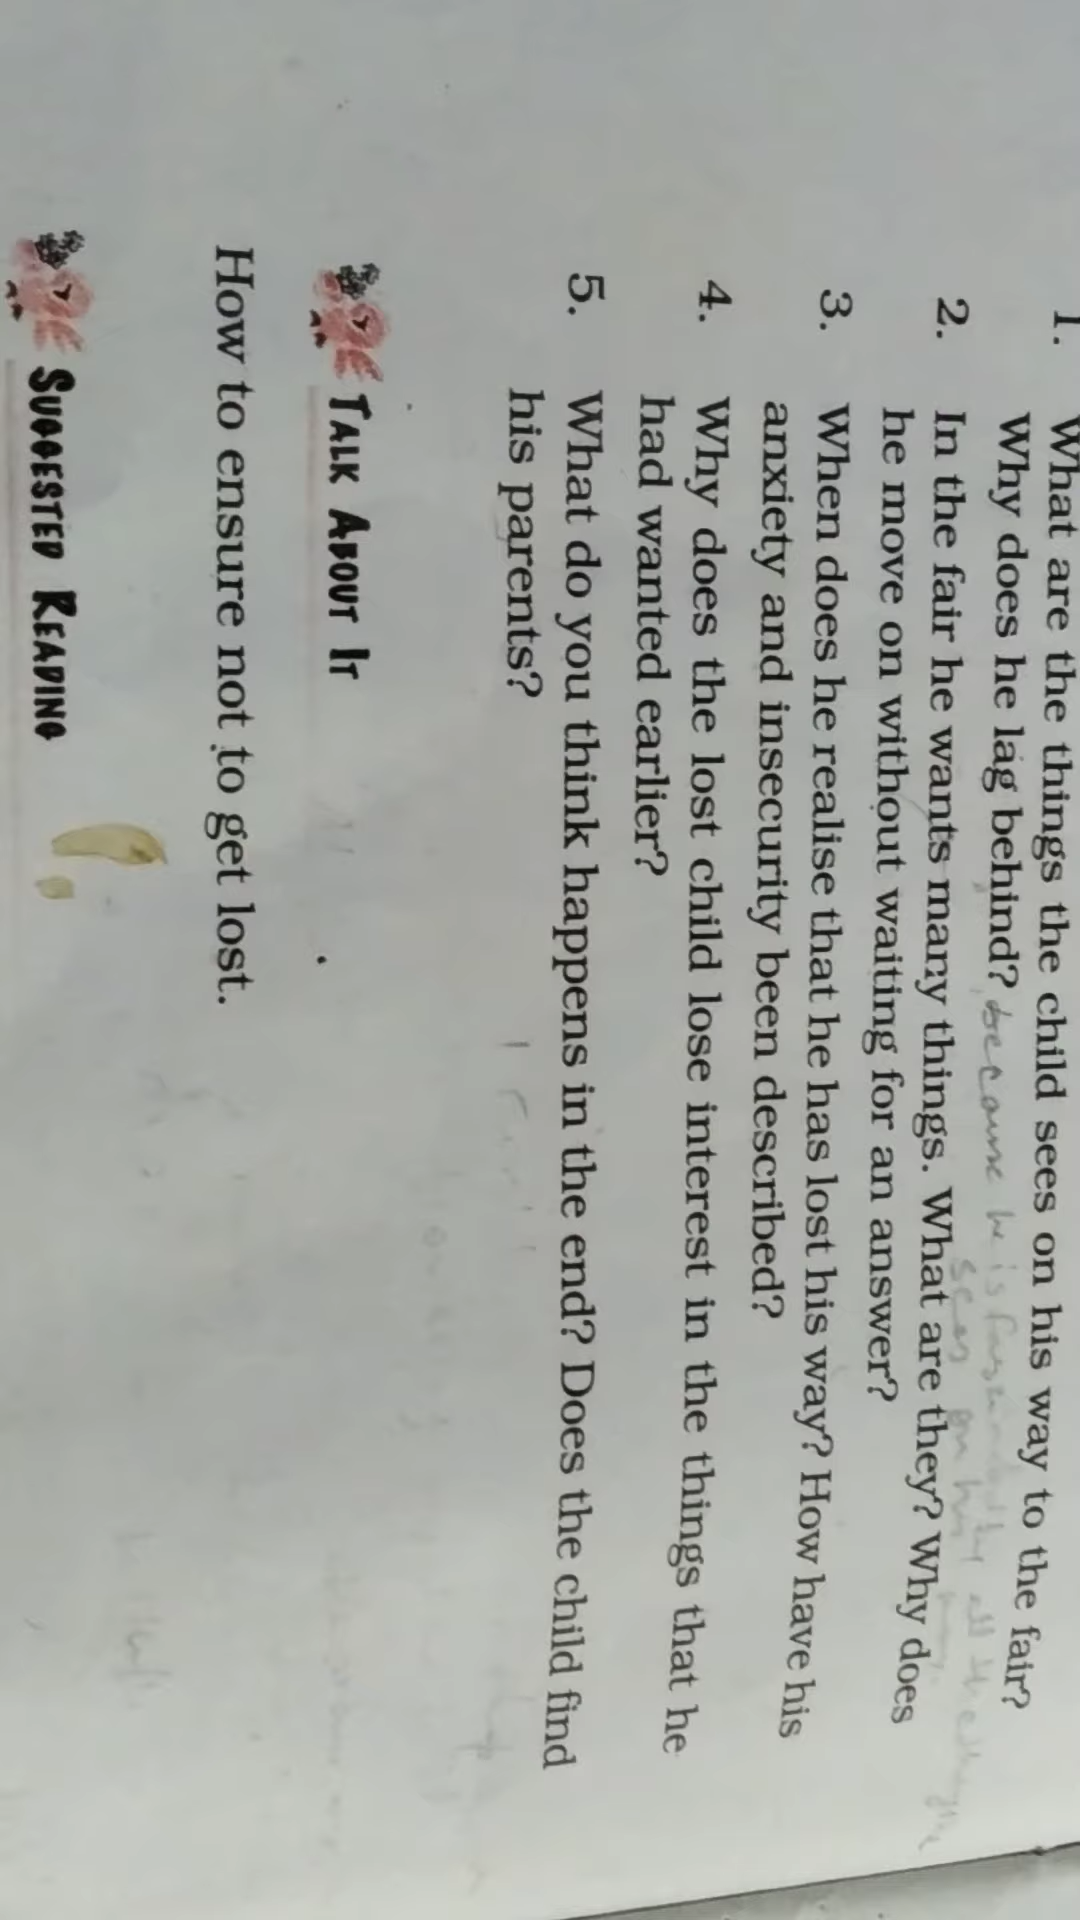 1. What are the things the child sees on his way to the fair?
Why does he lag behind? because he is
2. In the fair he wants many things. What are they? Why does
he move on without waiting for an answer?
3. When does he realise that he has lost his way? How have his
anxiety and insecurity been described?
4. Why does the lost child lose interest in the things that he
had wanted earlier?
5. What do you think happens in the end? Does the child find
his parents?
TALK ABOUT IT
How to ensure not to get lost.
SUGGESTED READING